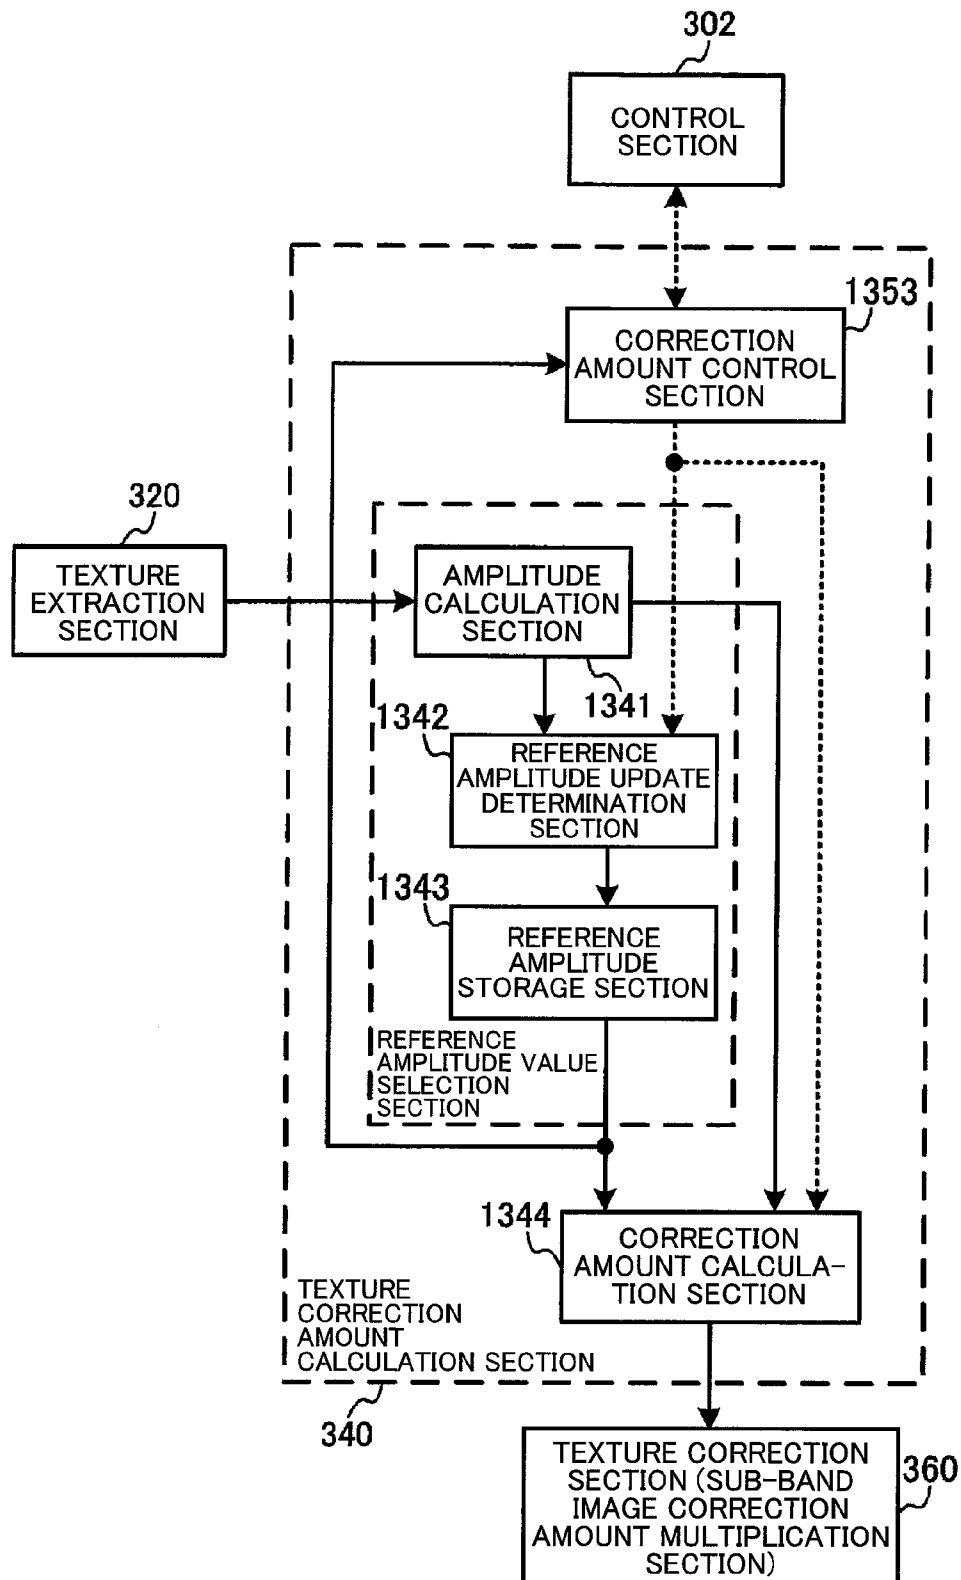 302
CONTROL
SECTION
1353
CORRECTION
AMOUNT CONTROL
SECTION
320
TEXTURE
EXTRACTION
SECTION
AMPLITUDE
CALCULATION
SECTION
1341
1342
REFERENCE
AMPLITUDE UPDATE
DETERMINATION
SECTION
1343
REFERENCE
AMPLITUDE
STORAGE SECTION
REFERENCE
AMPLITUDE VALUE
SELECTION
SECTION
1344
CORRECTION
AMOUNT CALCULA-
TION SECTION
TEXTURE
CORRECTION
AMOUNT
CALCULATION SECTION
340
TEXTURE CORRECTION
SECTION (SUB-BAND
IMAGE CORRECTION
AMOUNT MULTIPLICATION
SECTION)
360